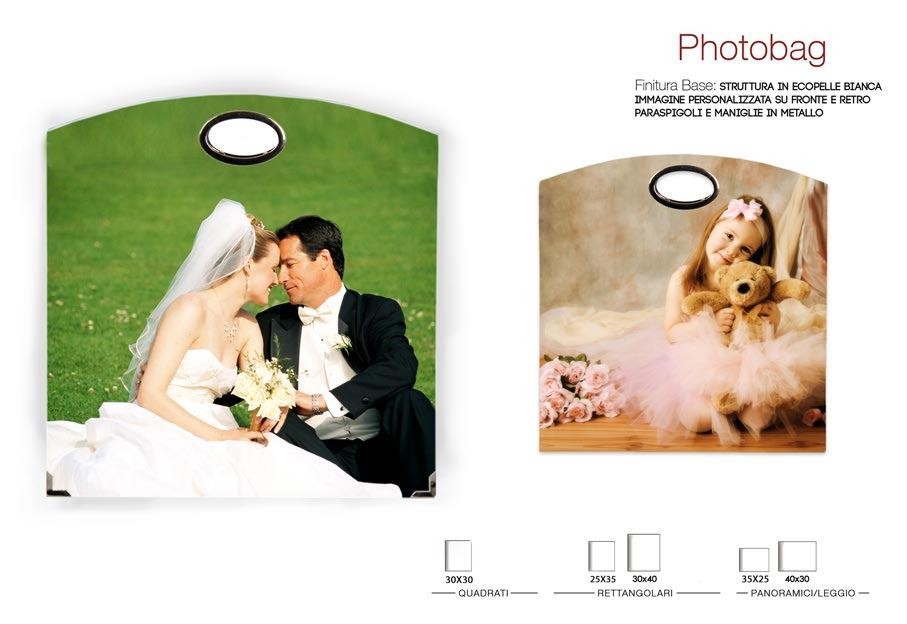 Photobag
Finitura Base: STRUTTURA IN ECOPELLE BIANCA
IMMAGINE PERSONALIZZATA SU FRONTE E RETRO
PARASPIGOLI E MANIGLIE IN METALLO
30X30
QUADRATI
25X35 30x40
RETTANGOLARI
35X25 40x30
PANORAMICI/LEGGIO